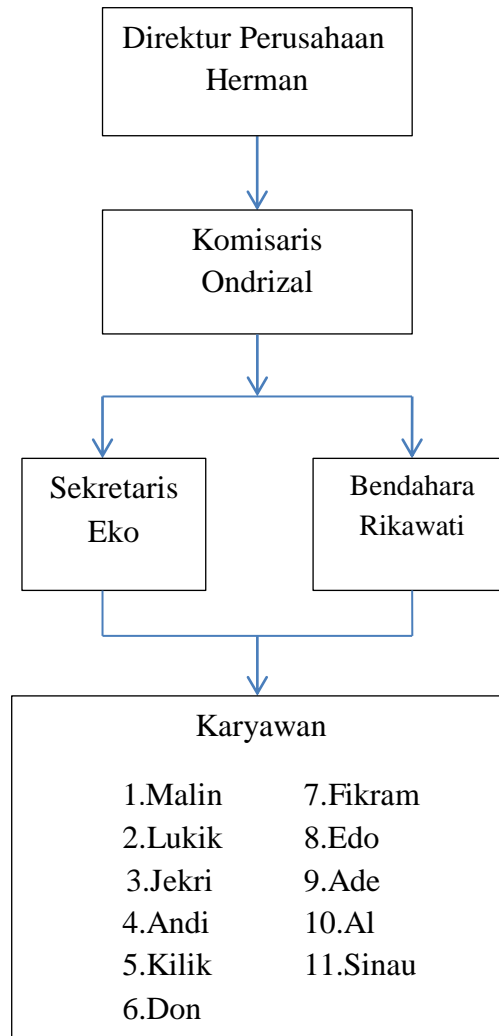 Direktur Perusahaan
Herman
Komisaris
Ondrizal
Sekretaris
Eko
Bendahara
Rikawati
Karyawan
1.Malin
2.Lukik
3.Jekri
4.Andi
5.Kilik
6.Don
7.Fikram
8.Edo
9.Ade
10.Al
11.Sinau